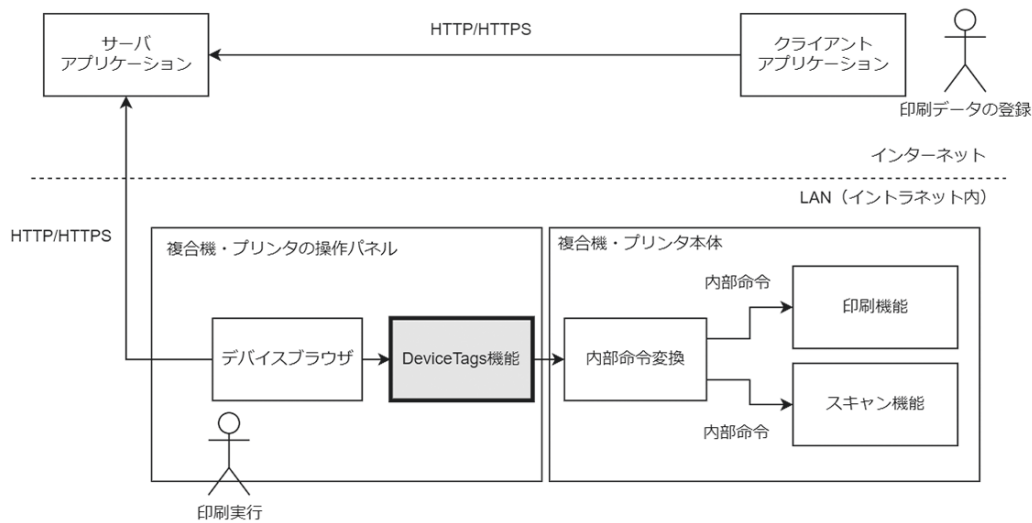 HTTP/HTTPS
サーバ
アプリケーション
クライアント
アプリケーション
印刷データの登録
インターネット
LAN（イントラネット内）
HTTP/HTTPS
複合機・プリンタの操作パネル
複合機・プリンタ本体
内部命令
印刷機能
デバイスブラウザ
DeviceTags機能
内部命令変換
スキャン機能
内部命令
印刷実行